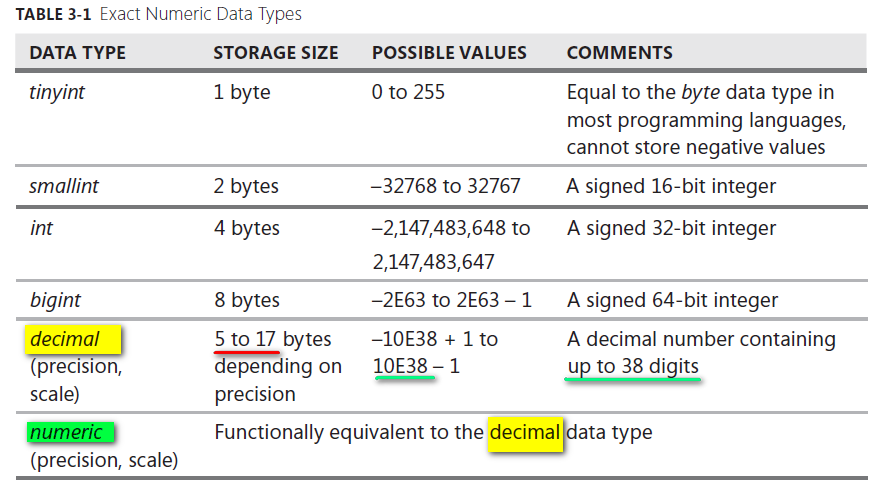 TABLE 3-1 Exact Numeric Data Types
DATA TYPE STORAGE SIZE POSSIBLE VALUES COMMENTS
tinyint 1 byte 0 to 255 Equal to the byte data type in
most programming languages,
cannot store negative values
smallint 2 bytes –32768 to 32767 A signed 16-bit integer
int 4 bytes –2,147,483,648 to A signed 32-bit integer
2,147,483,647
bigint 8 bytes –2E63 to 2E63 – 1 A signed 64-bit integer
decimal 5 to 17 bytes –10E38 + 1 to A decimal number containing
(precision, depending on 10E38 – 1 up to 38 digits
scale) precision
numeric Functionally equivalent to the decimal data type
(precision, scale)